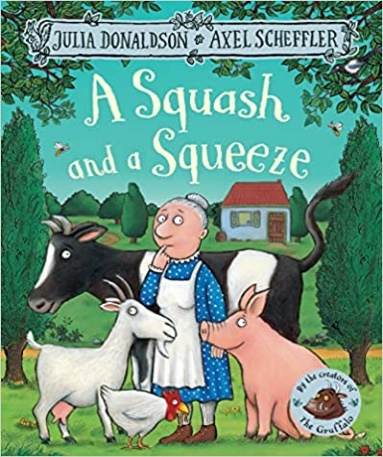 JULIA DONALDSON AXEL SCHEFFLER
A Squash
and a Squeeze
By the creators of
The Gruffalo